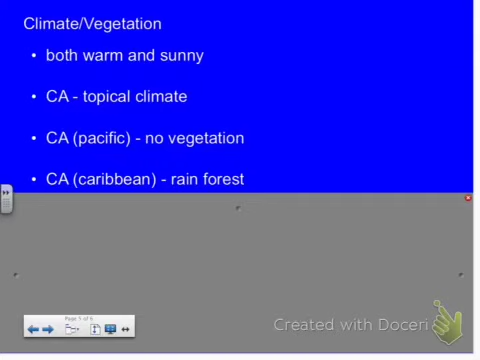 Climate/Vegetation
• both warm and sunny
• CA - topical climate
• CA (pacific) - no vegetation
• CA (caribbean) - rain forest
Page 5 of 6
Created with Doceri